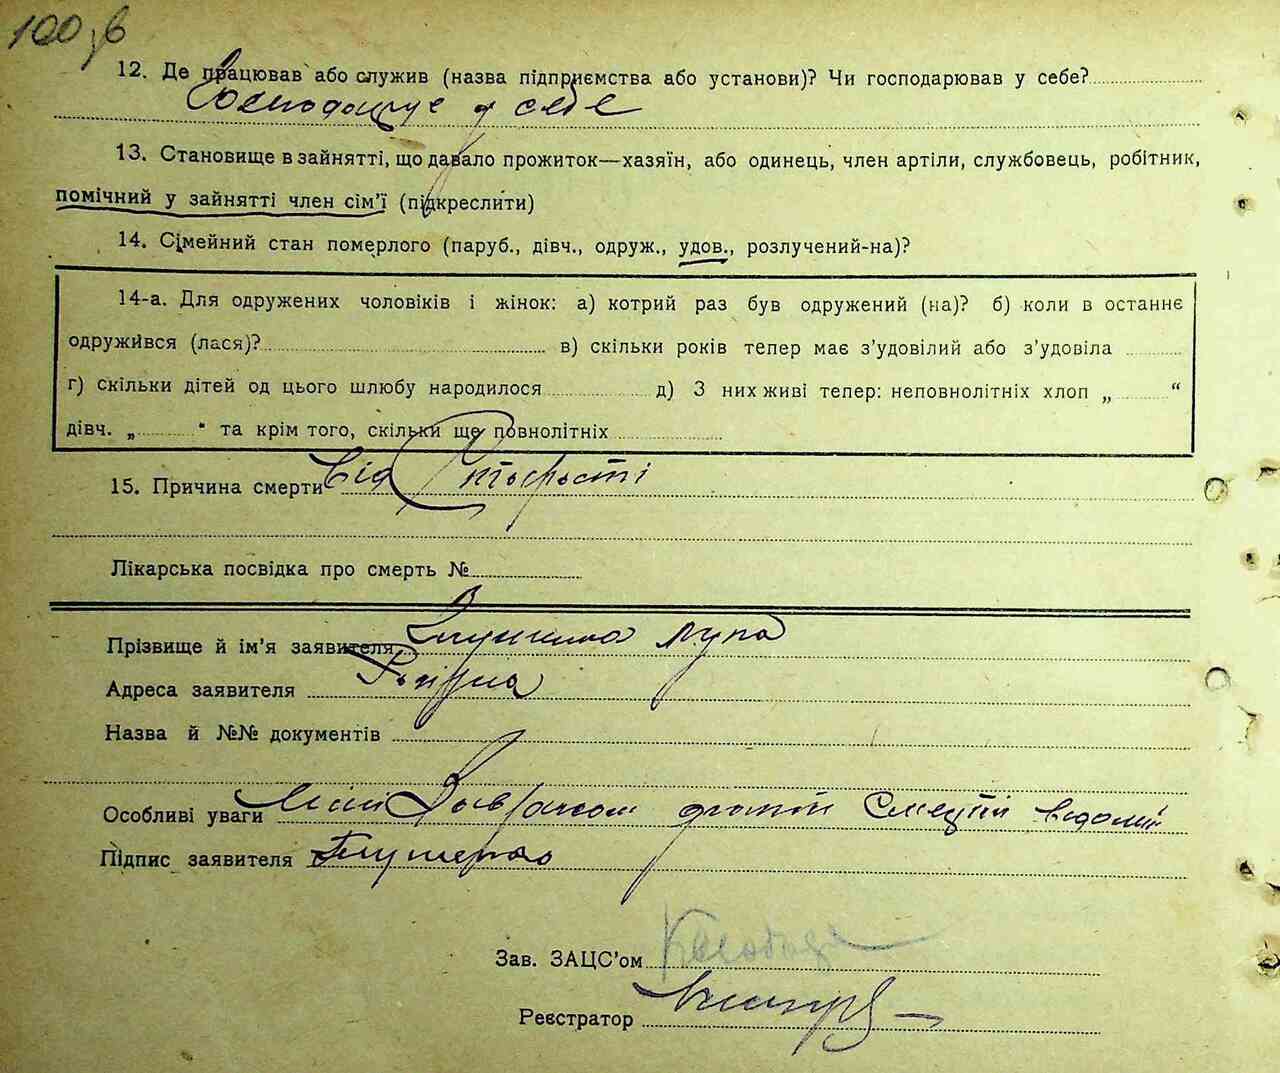 100 зв
12. Де працював або служив (назва підприємства або установи)? Чи господарював у себе?
Господарує у себе
13. Становище в зайнятті, що давало прожиток—хазяїн, або одинець, член артіли, службовець, робітник,
помічний у зайнятті член сім'ї (підкреслити)
14. Сімейний стан померлого (паруб., дівч., одруж., удов., розлучений-на)?
14-а. Для одружених чоловіків і жінок: а) котрий раз був одружений (на)? б) коли в останнє
одружився (лася)? в) скільки років тепер має з'удовілий або з'удовіла
г) скільки дітей од цього шлюбу народилося д) З них живі тепер: неповнолітніх хлоп „ “
дівч. „ “ та крім того, скільки ще повнолітніх
15. Причина смерти від старості
Лікарська посвідка про смерть №
Прізвище й ім'я заявителя
Адреса заявителя
Назва й №№ документів
Особливі уваги відомий
Підпис заявителя
Зав. ЗАЦС'ом
Реєстратор